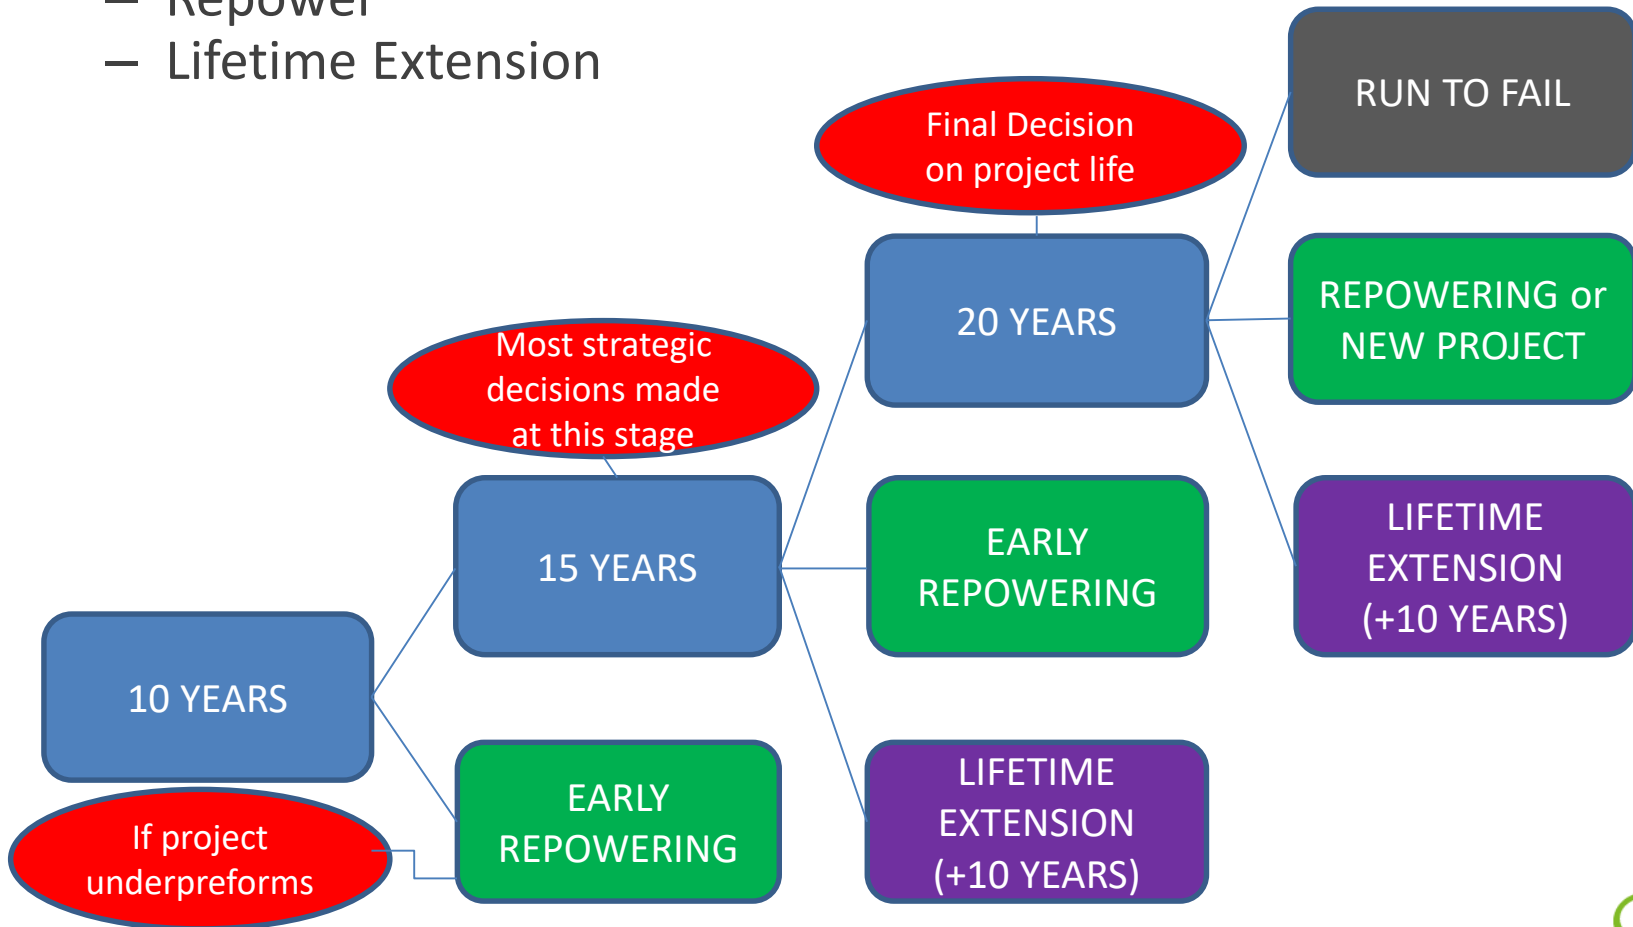 – Repower
– Lifetime Extension
RUN TO FAIL
Final Decision
on project life
20 YEARS
REPOWERING or
NEW PROJECT
Most strategic
decisions made
at this stage
15 YEARS
EARLY
REPOWERING
LIFETIME
EXTENSION
(+10 YEARS)
10 YEARS
If project
underpreforms
EARLY
REPOWERING
LIFETIME
EXTENSION
(+10 YEARS)